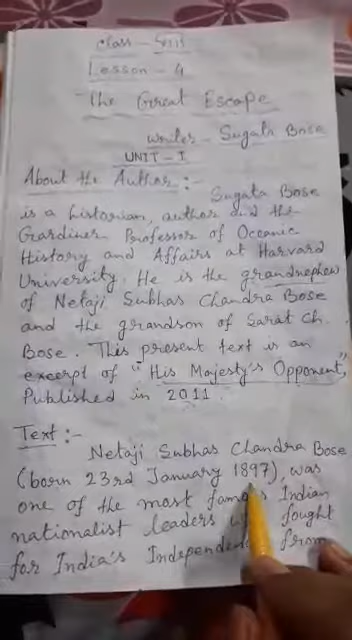 Class - VIII
Lesson - 4
The Great Escape
writer - Sugata Bose
UNIT - I
About the Author :-
Sugata Bose
is a historian, author and the
Gardiner Professor of Oceanic
History and Affairs at Harvard
University. He is the grandnephew
of Netaji Subhas Chandra Bose
and the grandson of Sarat Ch.
Bose. This present text is an
excerpt of "His Majesty's Opponent",
Published in 2011.
Text :-
Netaji Subhas Chandra Bose
(born 23rd January 1897) was
one of the most famous Indian
nationalist leaders fought
for India's Independence from